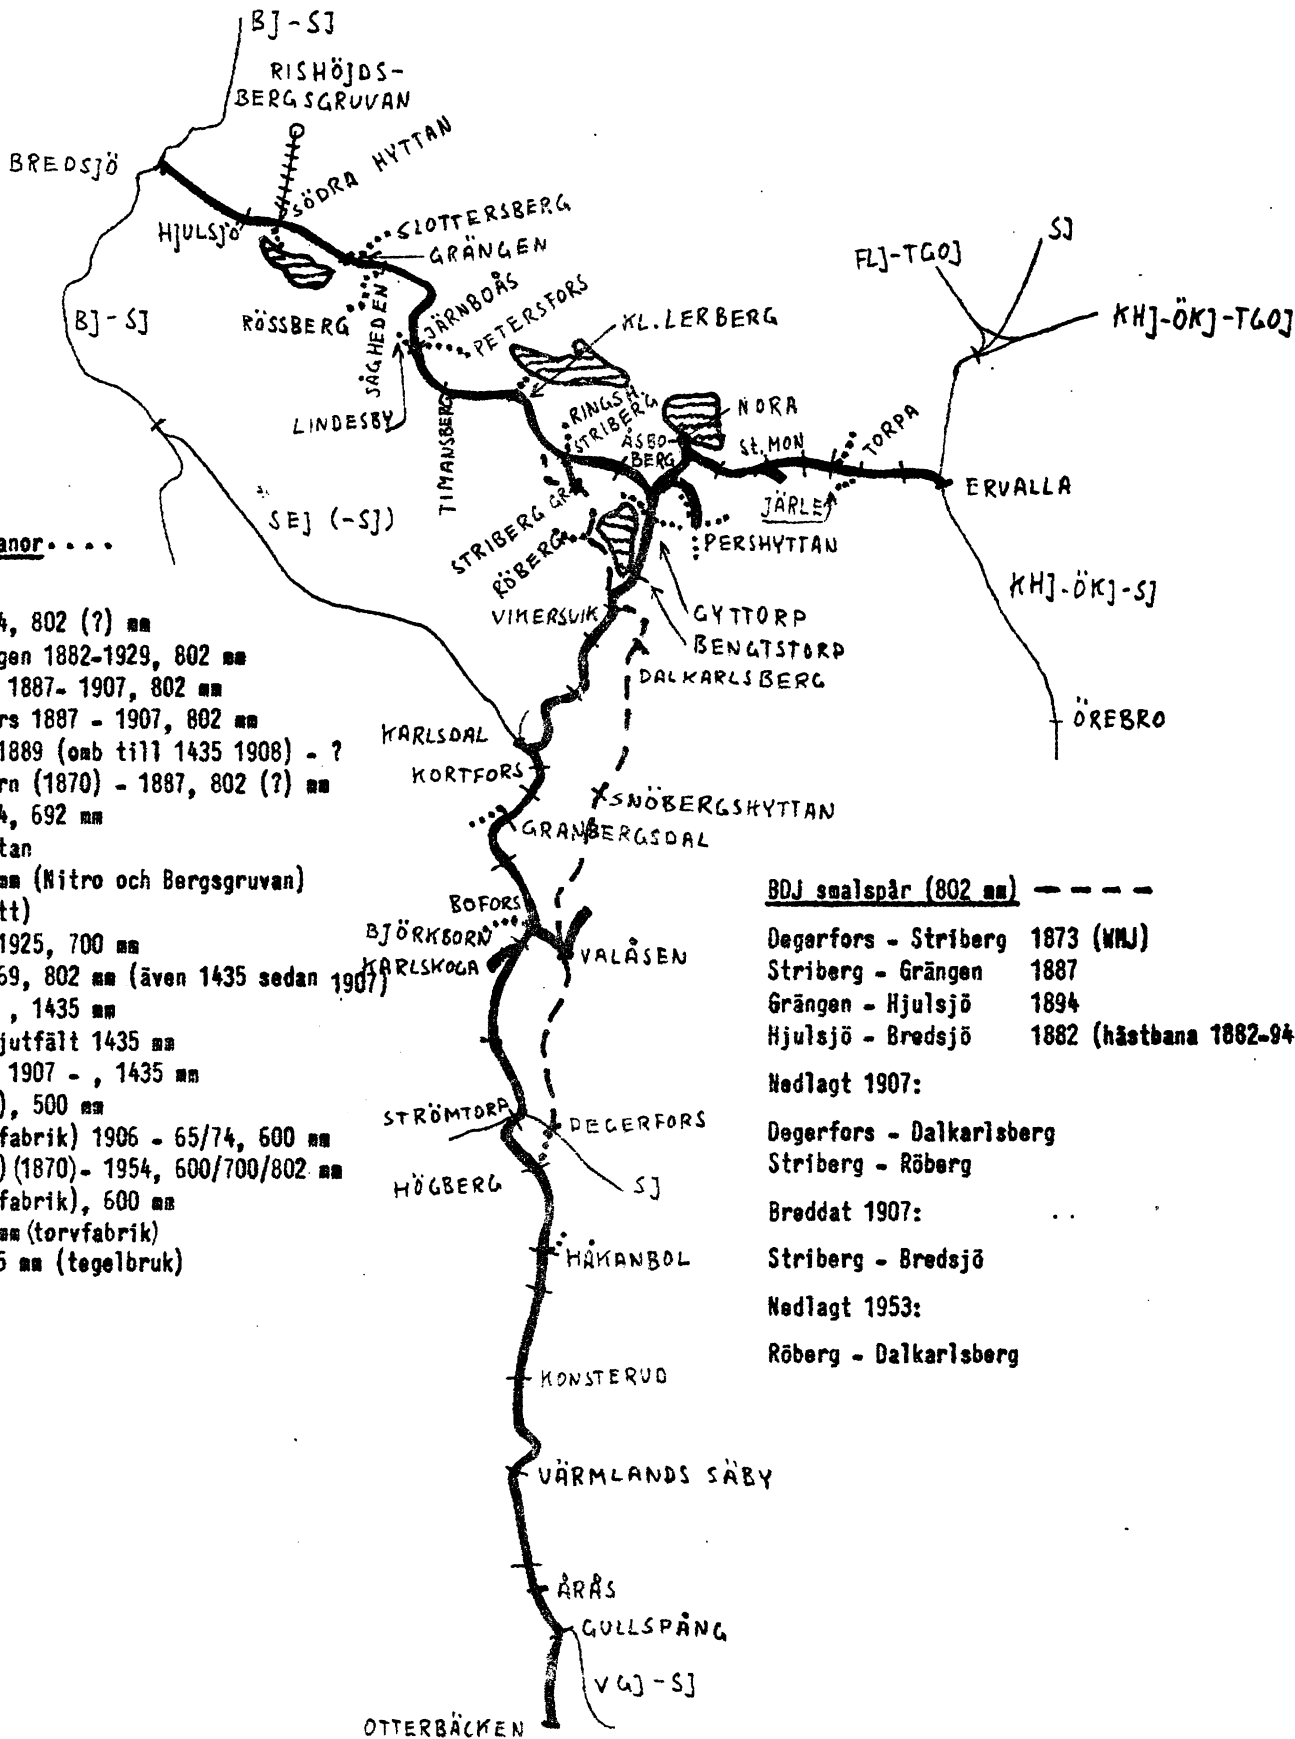 BJ-SJ
RISHÖJDS-
BERGSGRUVAN
BREDSJÖ
SÖDRA HYTTAN
HJULSJÖ
SLOTTERSBERG
GRÄNGEN
RÖSSBERG
SÅGHEDEN
JÄRNBOÅS
PETERSFORS
BJ-SJ
LINDESBY
TIMANSBERG
KL. LERBERG
RINGSH.
STRIBERG
ÅSBO-
BERG
NORA
St. MON
TORPA
JÄRLE
ERVALLA
FLJ-TGOJ
SJ
KHJ-ÖKJ-TGOJ
KHJ-ÖKJ-SJ
ÖREBRO
SEJ (-SJ)
STRIBERG GR
RÖBERG
PERSHYTTAN
VIKERSVIK
GYTTORP
BENGTSTORP
DALKARLSBERG
KARLSDAL
KORTFORS
SNÖBERGSHYTTAN
GRANBERGSDAL
BOFORS
BJÖRKBORN
KARLSKOGA
VALÅSEN
STRÖMTORP
DEGERFORS
HÖGBERG
SJ
HÅKANBOL
KONSTERUD
VÄRMLANDS SÄBY
ÅRÅS
GULLSPÅNG
VGJ-SJ
OTTERBÄCKEN
anor....
4, 802 (?) mm
gen 1882-1929, 802 mm
1887- 1907, 802 mm
rs 1887 - 1907, 802 mm
1889 (omb till 1435 1908) - ?
rn (1870) - 1887, 802 (?) mm
4, 692 mm
tan
mm (Nitro och Bergsgruvan)
tt)
1925, 700 mm
69, 802 mm (även 1435 sedan 1907)
, 1435 mm
jutfält 1435 mm
1907 - , 1435 mm
), 500 mm
fabrik) 1906 - 65/74, 600 mm
) (1870)- 1954, 600/700/802 mm
fabrik), 600 mm
mm (torvfabrik)
5 mm (tegelbruk)
BDJ smalspår (802 mm) - - - -
Degerfors - Striberg 1873 (WMJ)
Striberg - Grängen 1887
Grängen - Hjulsjö 1894
Hjulsjö - Bredsjö 1882 (hästbana 1882-94
Nedlagt 1907:
Degerfors - Dalkarlsberg
Striberg - Röberg
Breddat 1907:
Striberg - Bredsjö
Nedlagt 1953:
Röberg - Dalkarlsberg